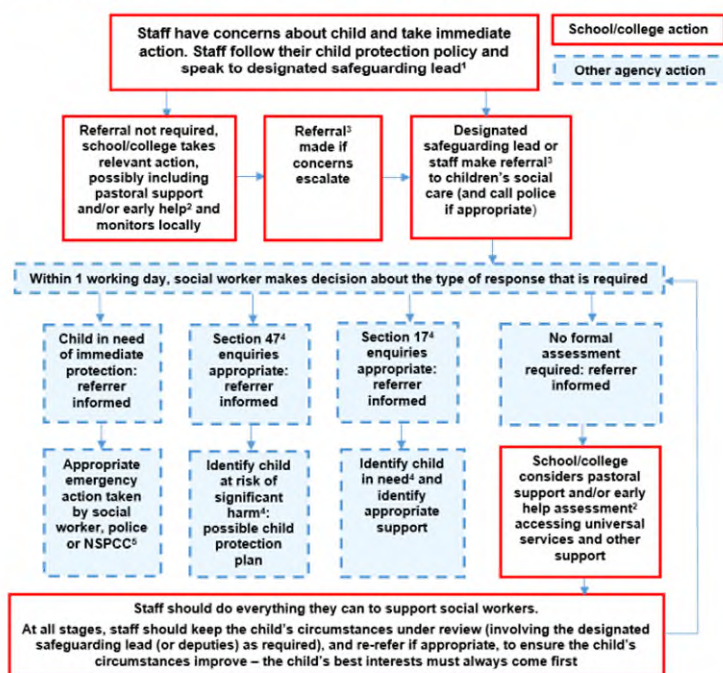 Staff have concerns about child and take immediate
action. Staff follow their child protection policy and
speak to designated safeguarding lead¹
School/college action
Other agency action
Referral not required,
school/college takes
relevant action,
possibly including
pastoral support
and/or early help² and
monitors locally
Referral³
made if
concerns
escalate
Designated
safeguarding lead or
staff make referral³
to children's social
care (and call police
if appropriate)
Within 1 working day, social worker makes decision about the type of response that is required
Child in need
of immediate
protection:
referrer
informed
Section 47⁴
enquiries
appropriate:
referrer
informed
Section 17⁴
enquiries
appropriate:
referrer
informed
No formal
assessment
required: referrer
informed
Appropriate
emergency
action taken
by social
worker, police
or NSPCC⁵
Identify child
at risk of
significant
harm⁴:
possible child
protection
plan
Identify child
in need⁴ and
identify
appropriate
support
School/college
considers pastoral
support and/or early
help assessment²
accessing universal
services and other
support
Staff should do everything they can to support social workers.
At all stages, staff should keep the child's circumstances under review (involving the designated
safeguarding lead (or deputies) as required), and re-refer if appropriate, to ensure the child's
circumstances improve – the child's best interests must always come first